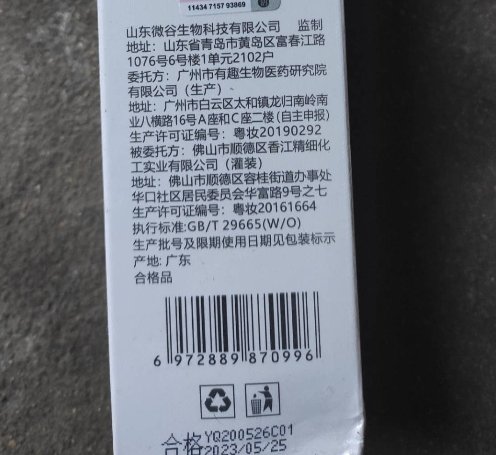 11434 7157 93869
山东微谷生物科技有限公司 监制
地址：山东省青岛市黄岛区富春江路
1076号6号楼1单元2102户
委托方：广州市有趣生物医药研究院
有限公司（生产）
地址：广州市白云区太和镇龙归南岭南
业八横路16号A座和C座二楼(自主申报)
生产许可证编号：粤妆20190292
被委托方：佛山市顺德区香江精细化
工实业有限公司（灌装）
地址：佛山市顺德区容桂街道办事处
华口社区居民委员会华富路9号之七
生产许可证编号：粤妆20161664
执行标准:GB/T 29665(W/O)
生产批号及限期使用日期见包装标示
产地: 广东
合格品
6 972889 870996
合格 YQ200526C01
2023/05/25